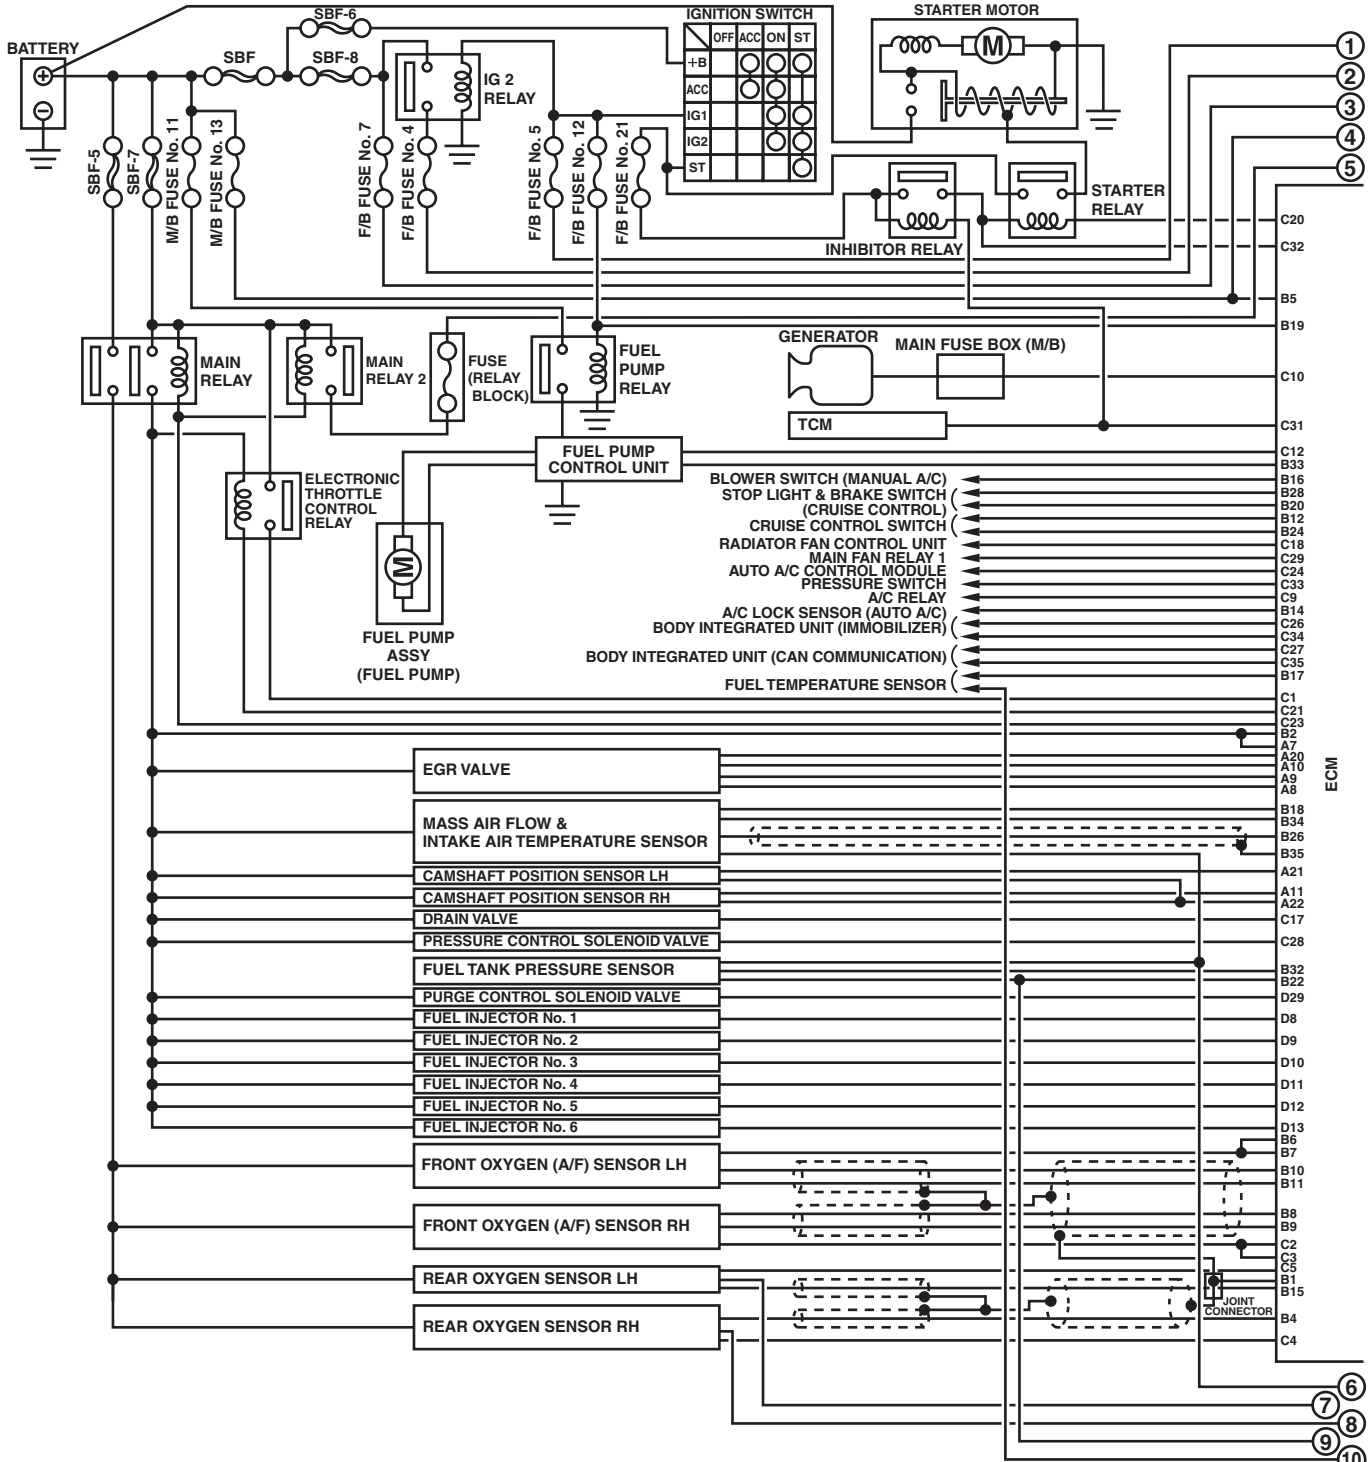 SBF-6
IGNITION SWITCH
STARTER MOTOR
BATTERY
SBF
SBF-8
OFF
ACC
ON
ST
M
+B
ACC
IG1
IG2
ST
IG 2
RELAY
1
2
3
4
5
SBF-5
SBF-7
M/B FUSE No. 11
M/B FUSE No. 13
F/B FUSE No. 7
F/B FUSE No. 4
F/B FUSE No. 5
F/B FUSE No. 12
F/B FUSE No. 21
STARTER
RELAY
INHIBITOR RELAY
C20
C32
B5
B19
C10
C31
C12
B33
B16
B28
B20
B12
B24
C18
C29
C24
C33
C9
B14
C26
C34
C27
C35
B17
C1
C21
C23
B2
A7
A20
A10
A9
A8
B18
B34
B26
B35
A21
A11
A22
C17
C28
B32
B22
D29
D8
D9
D10
D11
D12
D13
B6
B7
B10
B11
B8
B9
C2
C3
C5
B1
B15
B4
C4
ECM
MAIN
RELAY
MAIN
RELAY 2
FUSE
(RELAY
BLOCK)
FUEL
PUMP
RELAY
GENERATOR
MAIN FUSE BOX (M/B)
TCM
FUEL PUMP
CONTROL UNIT
ELECTRONIC
THROTTLE
CONTROL
RELAY
M
FUEL PUMP
ASSY
(FUEL PUMP)
BLOWER SWITCH (MANUAL A/C)
STOP LIGHT & BRAKE SWITCH
(CRUISE CONTROL)
CRUISE CONTROL SWITCH
RADIATOR FAN CONTROL UNIT
MAIN FAN RELAY 1
AUTO A/C CONTROL MODULE
PRESSURE SWITCH
A/C RELAY
A/C LOCK SENSOR (AUTO A/C)
BODY INTEGRATED UNIT (IMMOBILIZER)
BODY INTEGRATED UNIT (CAN COMMUNICATION)
FUEL TEMPERATURE SENSOR
EGR VALVE
MASS AIR FLOW &
INTAKE AIR TEMPERATURE SENSOR
CAMSHAFT POSITION SENSOR LH
CAMSHAFT POSITION SENSOR RH
DRAIN VALVE
PRESSURE CONTROL SOLENOID VALVE
FUEL TANK PRESSURE SENSOR
PURGE CONTROL SOLENOID VALVE
FUEL INJECTOR No. 1
FUEL INJECTOR No. 2
FUEL INJECTOR No. 3
FUEL INJECTOR No. 4
FUEL INJECTOR No. 5
FUEL INJECTOR No. 6
FRONT OXYGEN (A/F) SENSOR LH
FRONT OXYGEN (A/F) SENSOR RH
REAR OXYGEN SENSOR LH
REAR OXYGEN SENSOR RH
JOINT
CONNECTOR
6
7
8
9
10